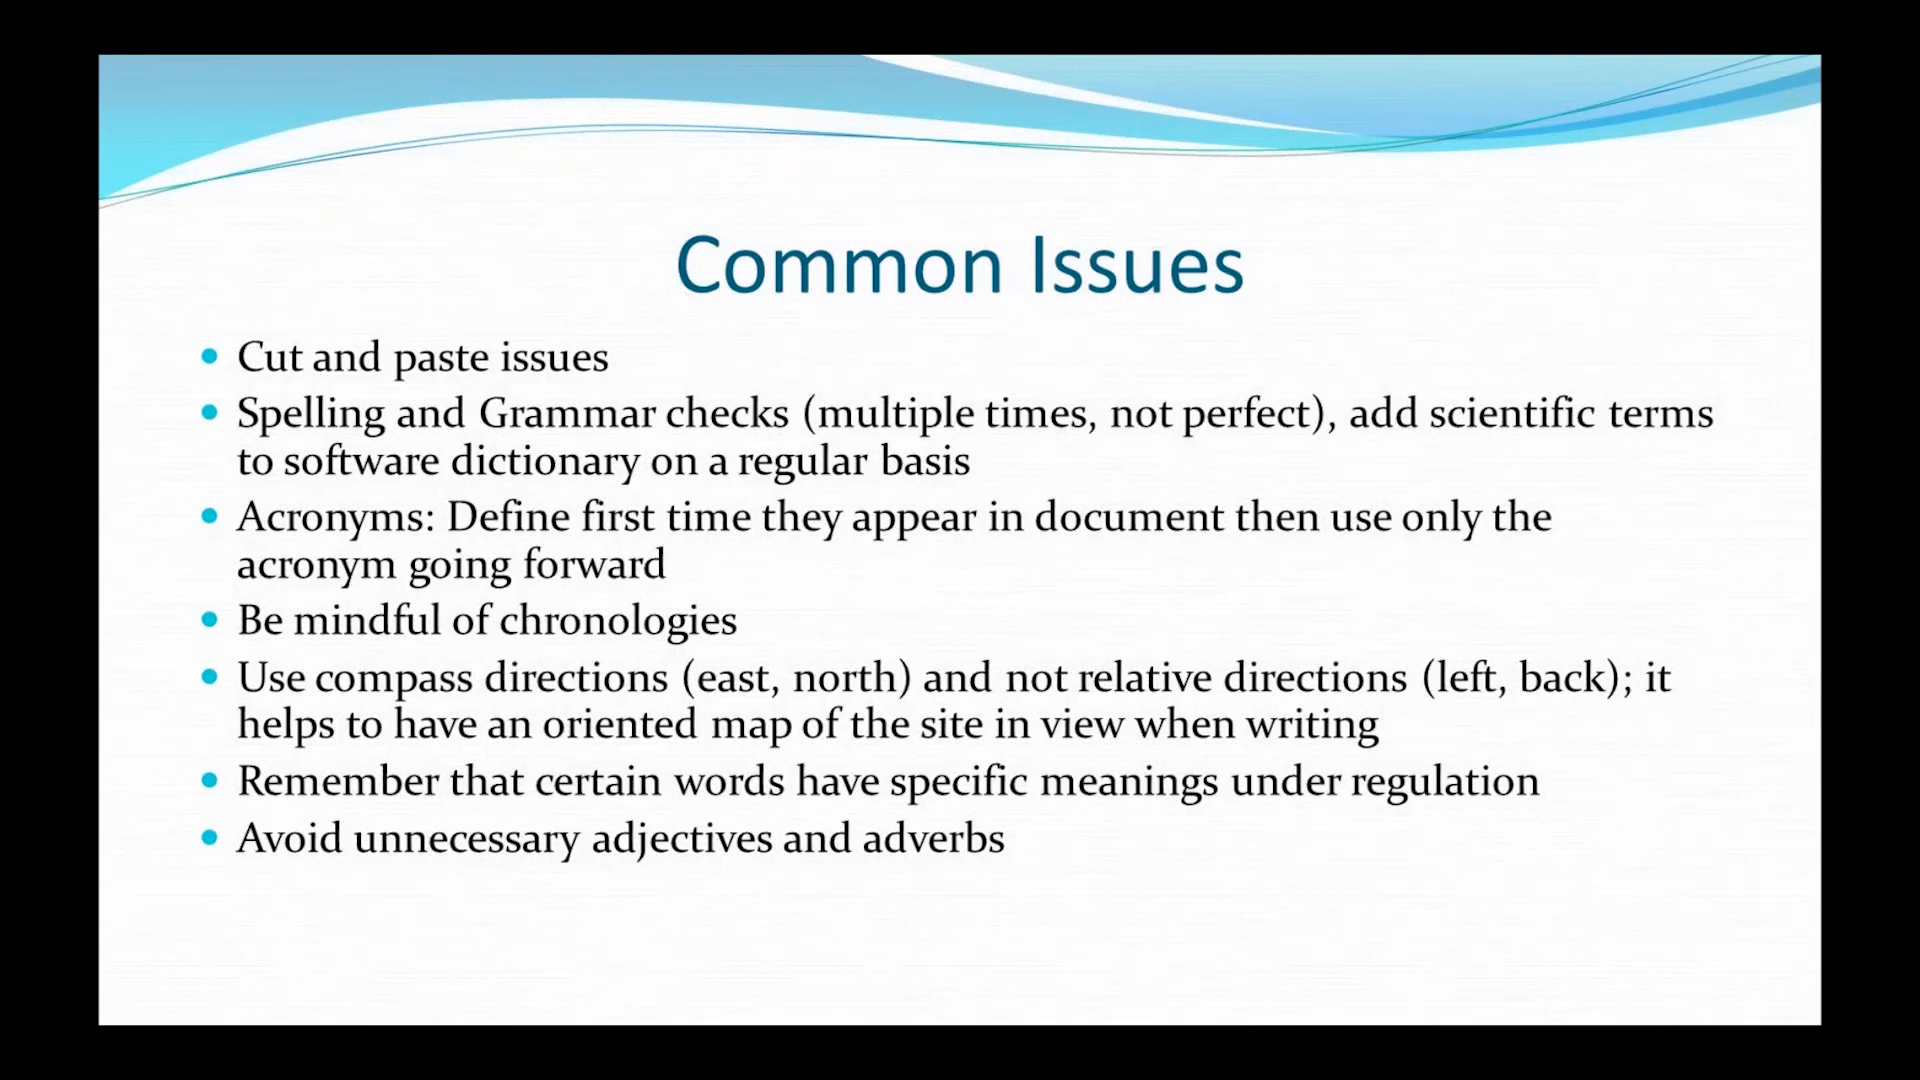 Common Issues
• Cut and paste issues
• Spelling and Grammar checks (multiple times, not perfect), add scientific terms
to software dictionary on a regular basis
• Acronyms: Define first time they appear in document then use only the
acronym going forward
• Be mindful of chronologies
• Use compass directions (east, north) and not relative directions (left, back); it
helps to have an oriented map of the site in view when writing
• Remember that certain words have specific meanings under regulation
• Avoid unnecessary adjectives and adverbs